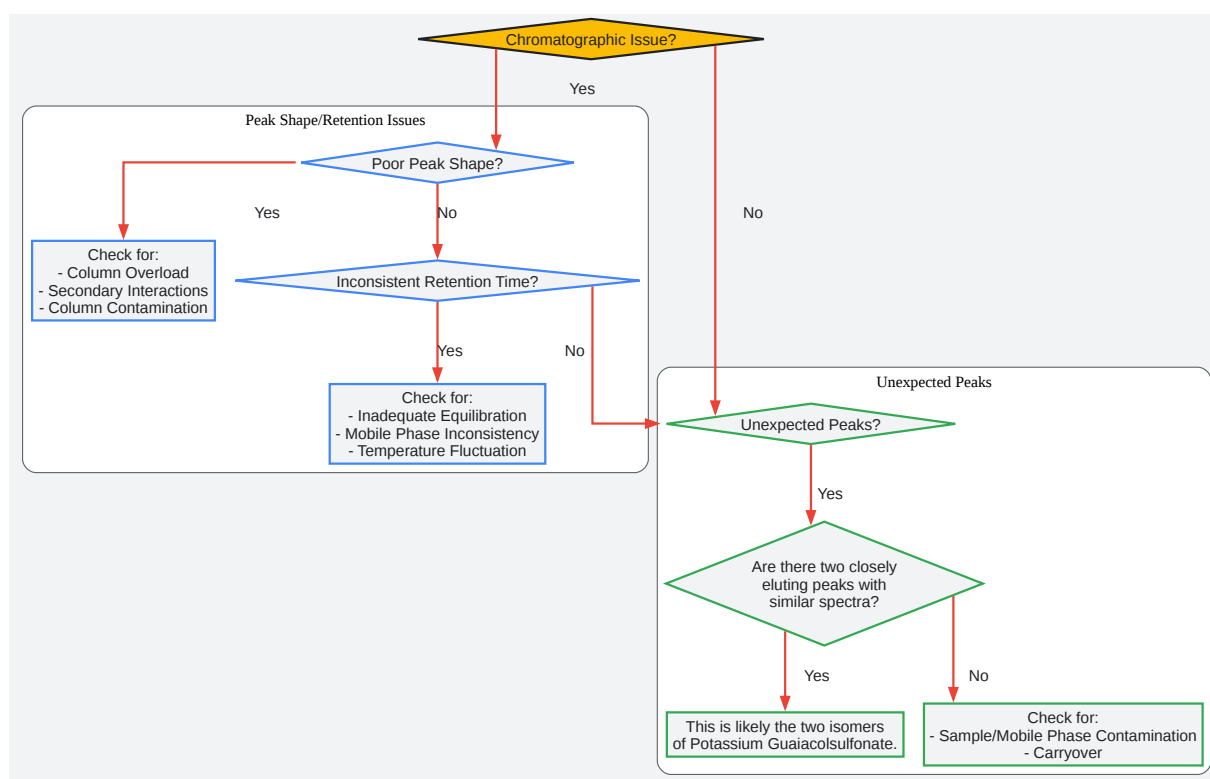 Chromatographic Issue?
Yes
Peak Shape/Retention Issues
Poor Peak Shape?
Yes
No
No
Check for:
- Column Overload
- Secondary Interactions
- Column Contamination
Inconsistent Retention Time?
Yes
No
Check for:
- Inadequate Equilibration
- Mobile Phase Inconsistency
- Temperature Fluctuation
Unexpected Peaks
Unexpected Peaks?
Yes
Are there two closely
eluting peaks with
similar spectra?
Yes
No
This is likely the two isomers
of Potassium Guaiacolsulfonate.
Check for:
- Sample/Mobile Phase Contamination
- Carryover